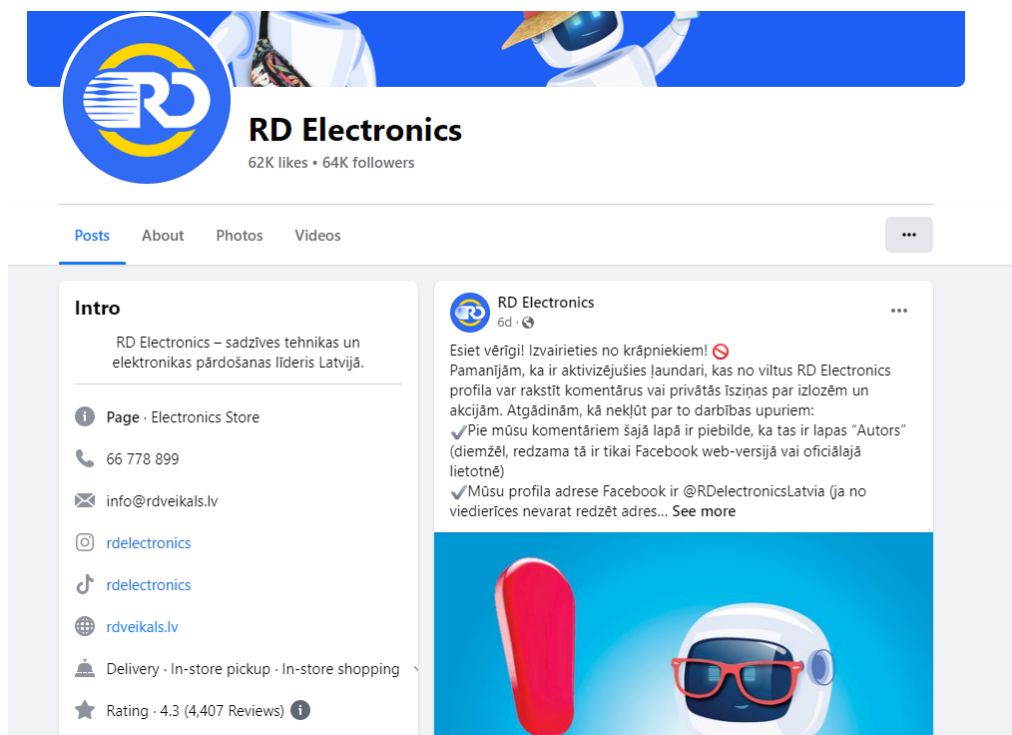 RD
RD Electronics
62K likes • 64K followers
Posts
About
Photos
Videos
Intro
RD Electronics – sadzīves tehnikas un
elektronikas pārdošanas līderis Latvijā.
Page · Electronics Store
66 778 899
info@rdveikals.lv
rdelectronics
rdelectronics
rdveikals.lv
Delivery · In-store pickup · In-store shopping
Rating · 4.3 (4,407 Reviews)
RD
RD Electronics
6d ·
Esiet vērīgi! Izvairieties no krāpniekiem! 🚫
Pamanījām, ka ir aktivizējušies ļaundari, kas no viltus RD Electronics
profila var rakstīt komentārus vai privātās īsziņas par izlozēm un
akcijām. Atgādinām, kā nekļūt par to darbības upuriem:
✔Pie mūsu komentāriem šajā lapā ir piebilde, ka tas ir lapas “Autors”
(diemžēl, redzama tā ir tikai Facebook web-versijā vai oficiālajā
lietotnē)
✔Mūsu profila adrese Facebook ir @RDelectronicsLatvia (ja no
viedierīces nevarat redzēt adres... See more